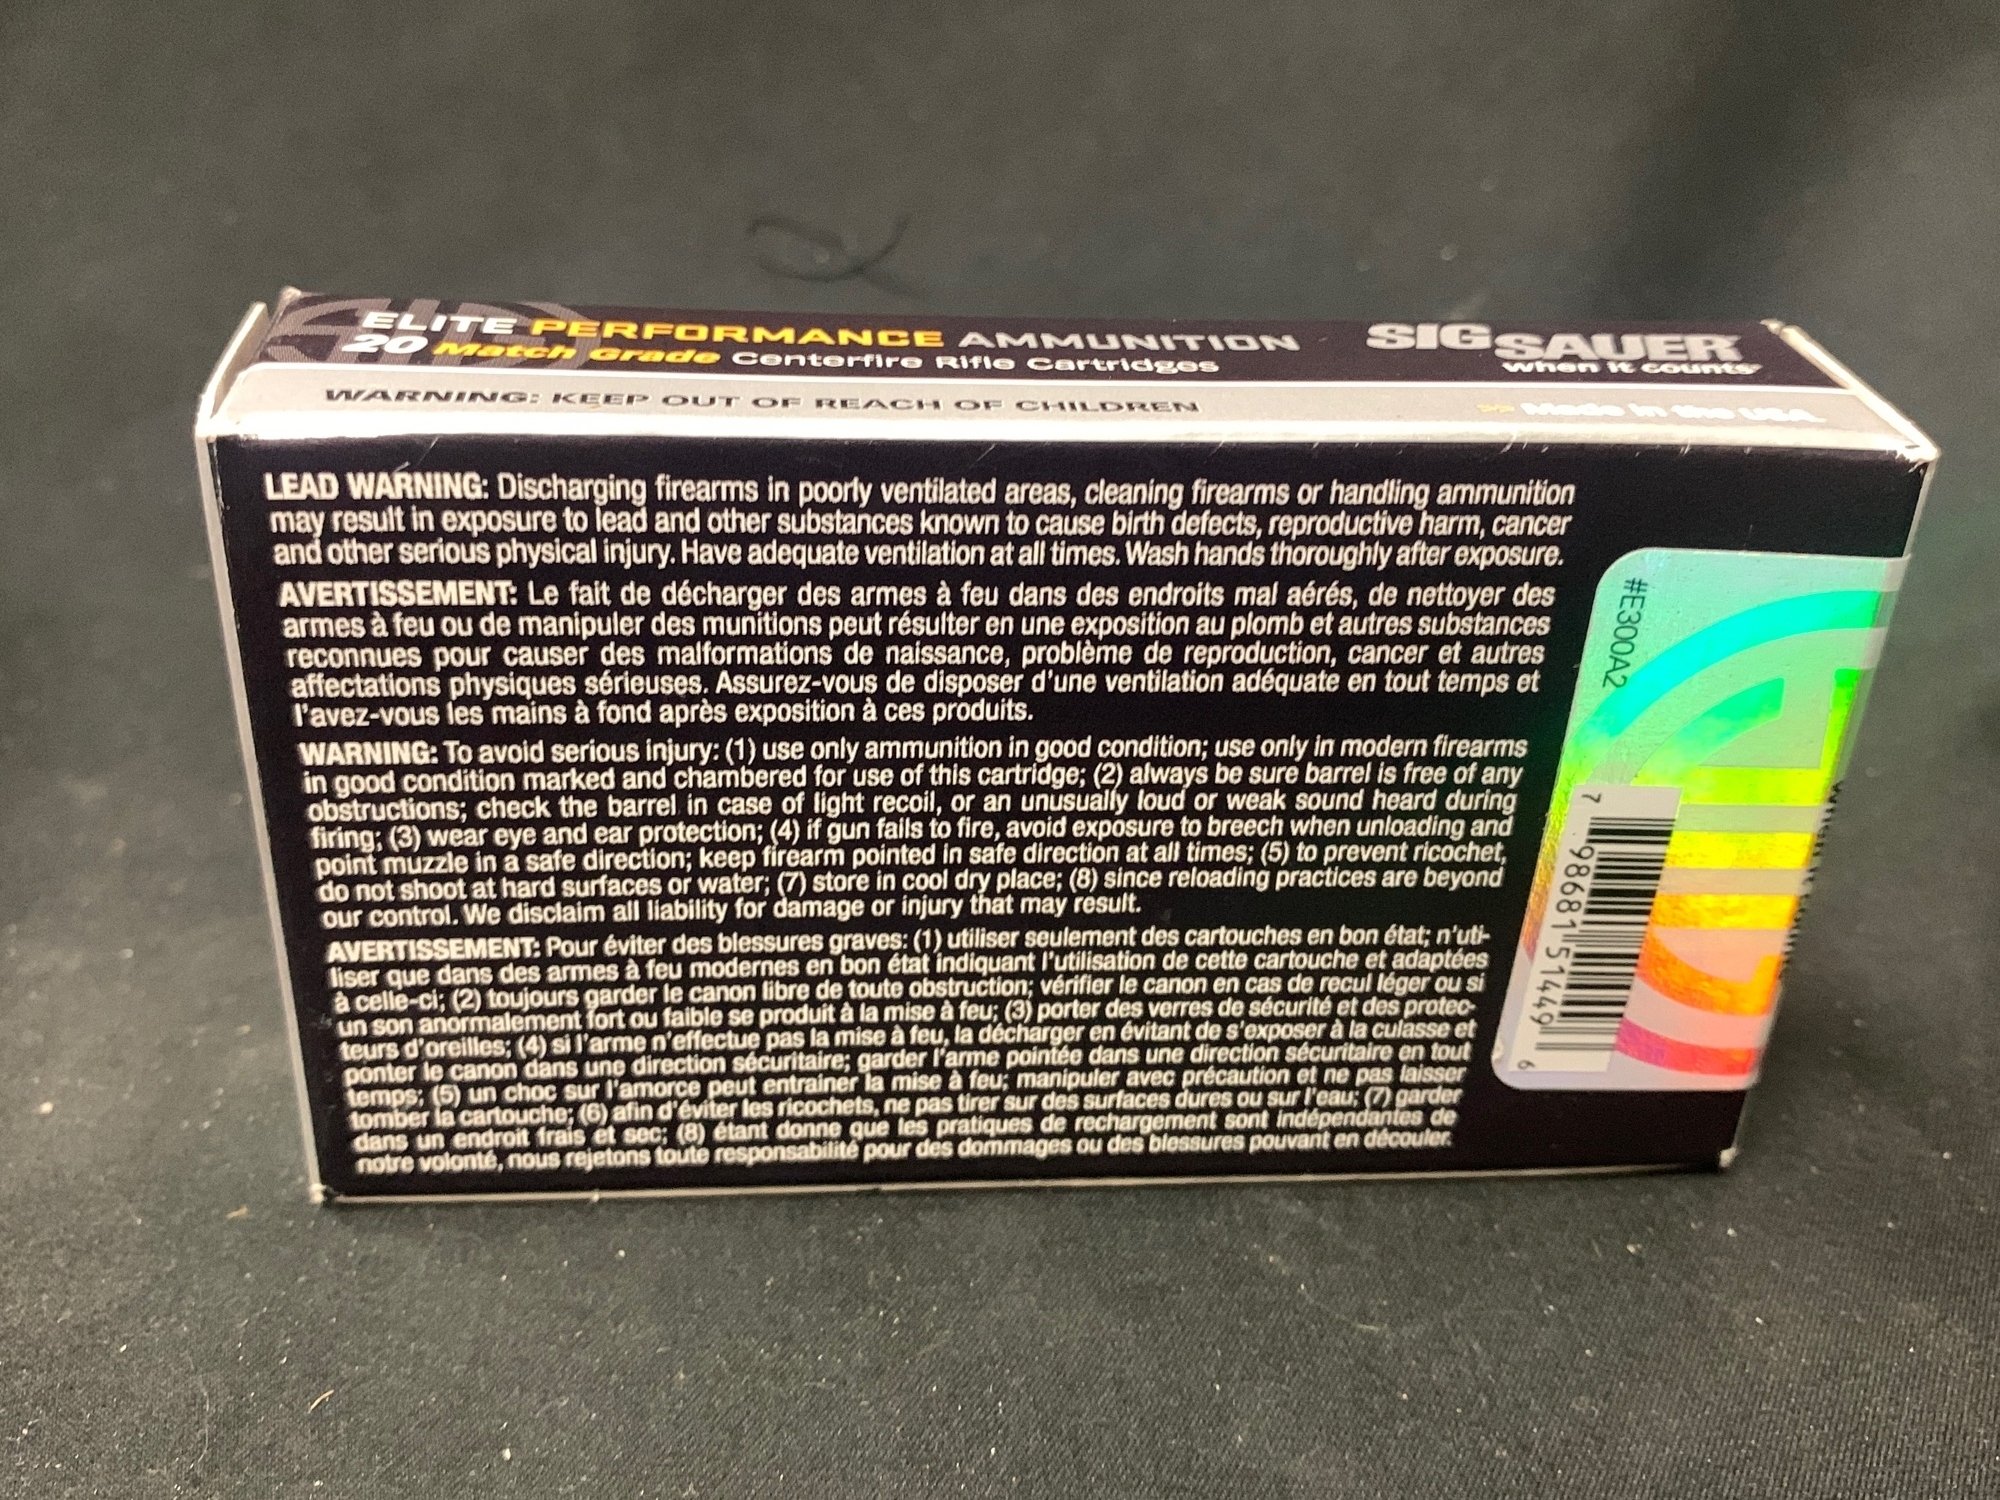 ELITE PERFORMANCE AMMUNITION
20 Match Grade Centerfire Rifle Cartridges
SIG SAUER
when it counts
WARNING: KEEP OUT OF REACH OF CHILDREN
>> Made in the USA
LEAD WARNING: Discharging firearms in poorly ventilated areas, cleaning firearms or handling ammunition
may result in exposure to lead and other substances known to cause birth defects, reproductive harm, cancer
and other serious physical injury. Have adequate ventilation at all times. Wash hands thoroughly after exposure.
AVERTISSEMENT: Le fait de décharger des armes à feu dans des endroits mal aérés, de nettoyer des
armes à feu ou de manipuler des munitions peut résulter en une exposition au plomb et autres substances
reconnues pour causer des malformations de naissance, problème de reproduction, cancer et autres
affectations physiques sérieuses. Assurez-vous de disposer d'une ventilation adéquate en tout temps et
l'avez-vous les mains à fond après exposition à ces produits.
WARNING: To avoid serious injury: (1) use only ammunition in good condition; use only in modern firearms
in good condition marked and chambered for use of this cartridge; (2) always be sure barrel is free of any
obstructions; check the barrel in case of light recoil, or an unusually loud or weak sound heard during
firing; (3) wear eye and ear protection; (4) if gun fails to fire, avoid exposure to breech when unloading and
point muzzle in a safe direction; keep firearm pointed in safe direction at all times; (5) to prevent ricochet,
do not shoot at hard surfaces or water; (7) store in cool dry place; (8) since reloading practices are beyond
our control. We disclaim all liability for damage or injury that may result.
AVERTISSEMENT: Pour éviter des blessures graves: (1) utiliser seulement des cartouches en bon état; n'uti-
liser que dans des armes à feu modernes en bon état indiquant l'utilisation de cette cartouche et adaptées
à celle-ci; (2) toujours garder le canon libre de toute obstruction; vérifier le canon en cas de recul léger ou si
un son anormalement fort ou faible se produit à la mise à feu; (3) porter des verres de sécurité et des protec-
teurs d'oreilles; (4) si l'arme n'effectue pas la mise à feu, la décharger en évitant de s'exposer à la culasse et
ponter le canon dans une direction sécuritaire; garder l'arme pointée dans une direction sécuritaire en tout
temps; (5) un choc sur l'amorce peut entrainer la mise à feu; manipuler avec précaution et ne pas laisser
tomber la cartouche; (6) afin d'éviter les ricochets, ne pas tirer sur des surfaces dures ou sur l'eau; (7) garder
dans un endroit frais et sec; (8) étant donne que les pratiques de rechargement sont indépendantes de
notre volonté, nous rejetons toute responsabilité pour des dommages ou des blessures pouvant en découler.
#E300A2
7 98681 51449 6